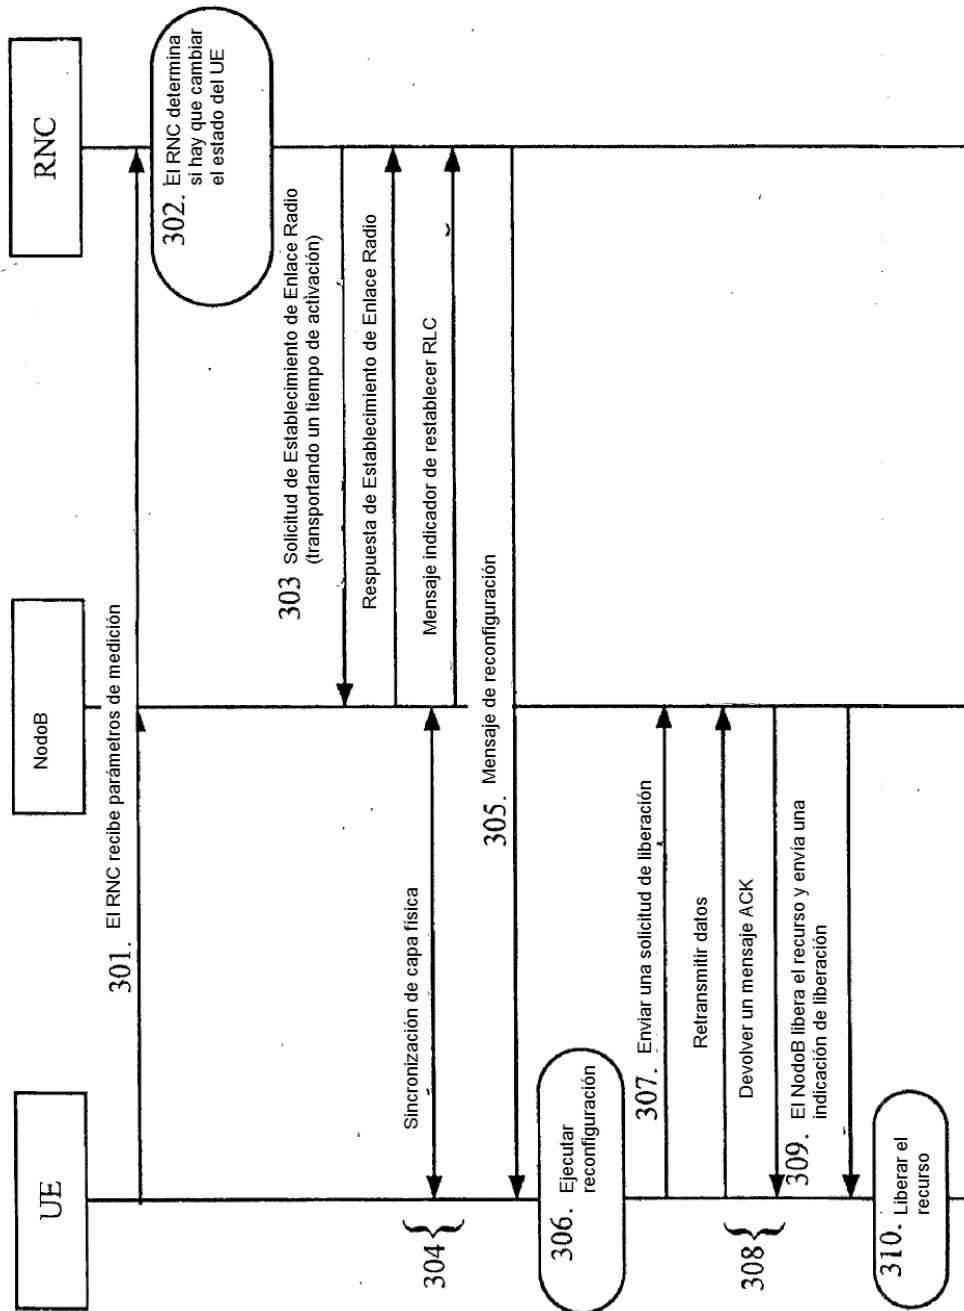 UE
NodoB
RNC
301. El RNC recibe parámetros de medición
302. El RNC determina
si hay que cambiar
el estado del UE
303 Solicitud de Establecimiento de Enlace Radio
(transportando un tiempo de activación)
Respuesta de Establecimiento de Enlace Radio
304
Sincronización de capa física
Mensaje indicador de restablecer RLC
305. Mensaje de reconfiguración
306. Ejecutar
reconfiguración
307. Enviar una solicitud de liberación
308
Retransmitir datos
Devolver un mensaje ACK
309. El NodoB libera el recurso y envía una
indicación de liberación
310. Liberar el
recurso